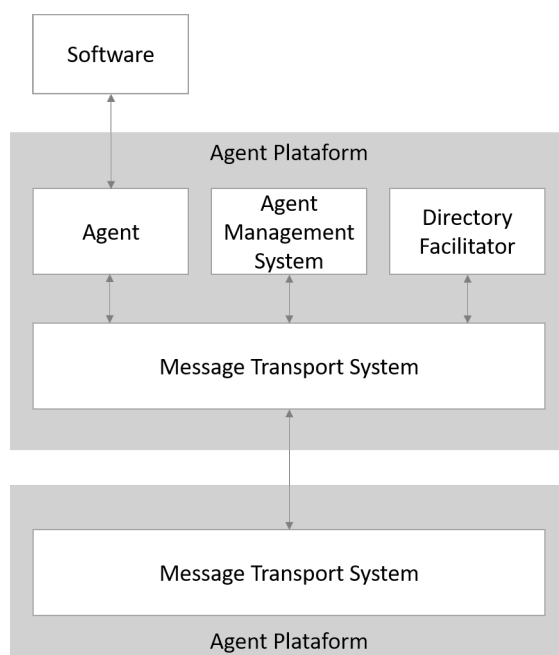 Software
Agent Plataform
Agent
Agent
Management
System
Directory
Facilitator
Message Transport System
Message Transport System
Agent Plataform